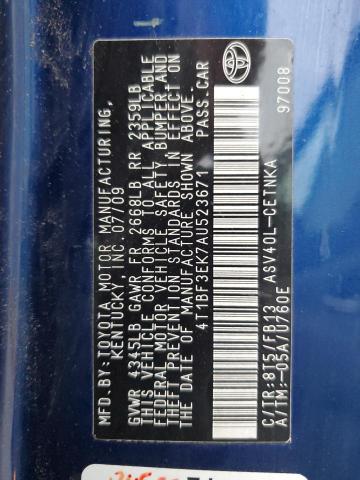 MFD. BY: TOYOTA MOTOR MANUFACTURING,
KENTUCKY, INC. 07/09
GVWR 4345LB GAWR FR 2668LB RR 2359LB
THIS VEHICLE CONFORMS TO ALL APPLICABLE
FEDERAL MOTOR VEHICLE SAFETY, BUMPER AND
THEFT PREVENTION STANDARDS IN EFFECT ON
THE DATE OF MANUFACTURE SHOWN ABOVE.
4T1BF3EK7AU523671 PASS.CAR
C/TR: 8T5/FB13 ASV40L-CETNKA
A/TM: -05A/U760E 97008